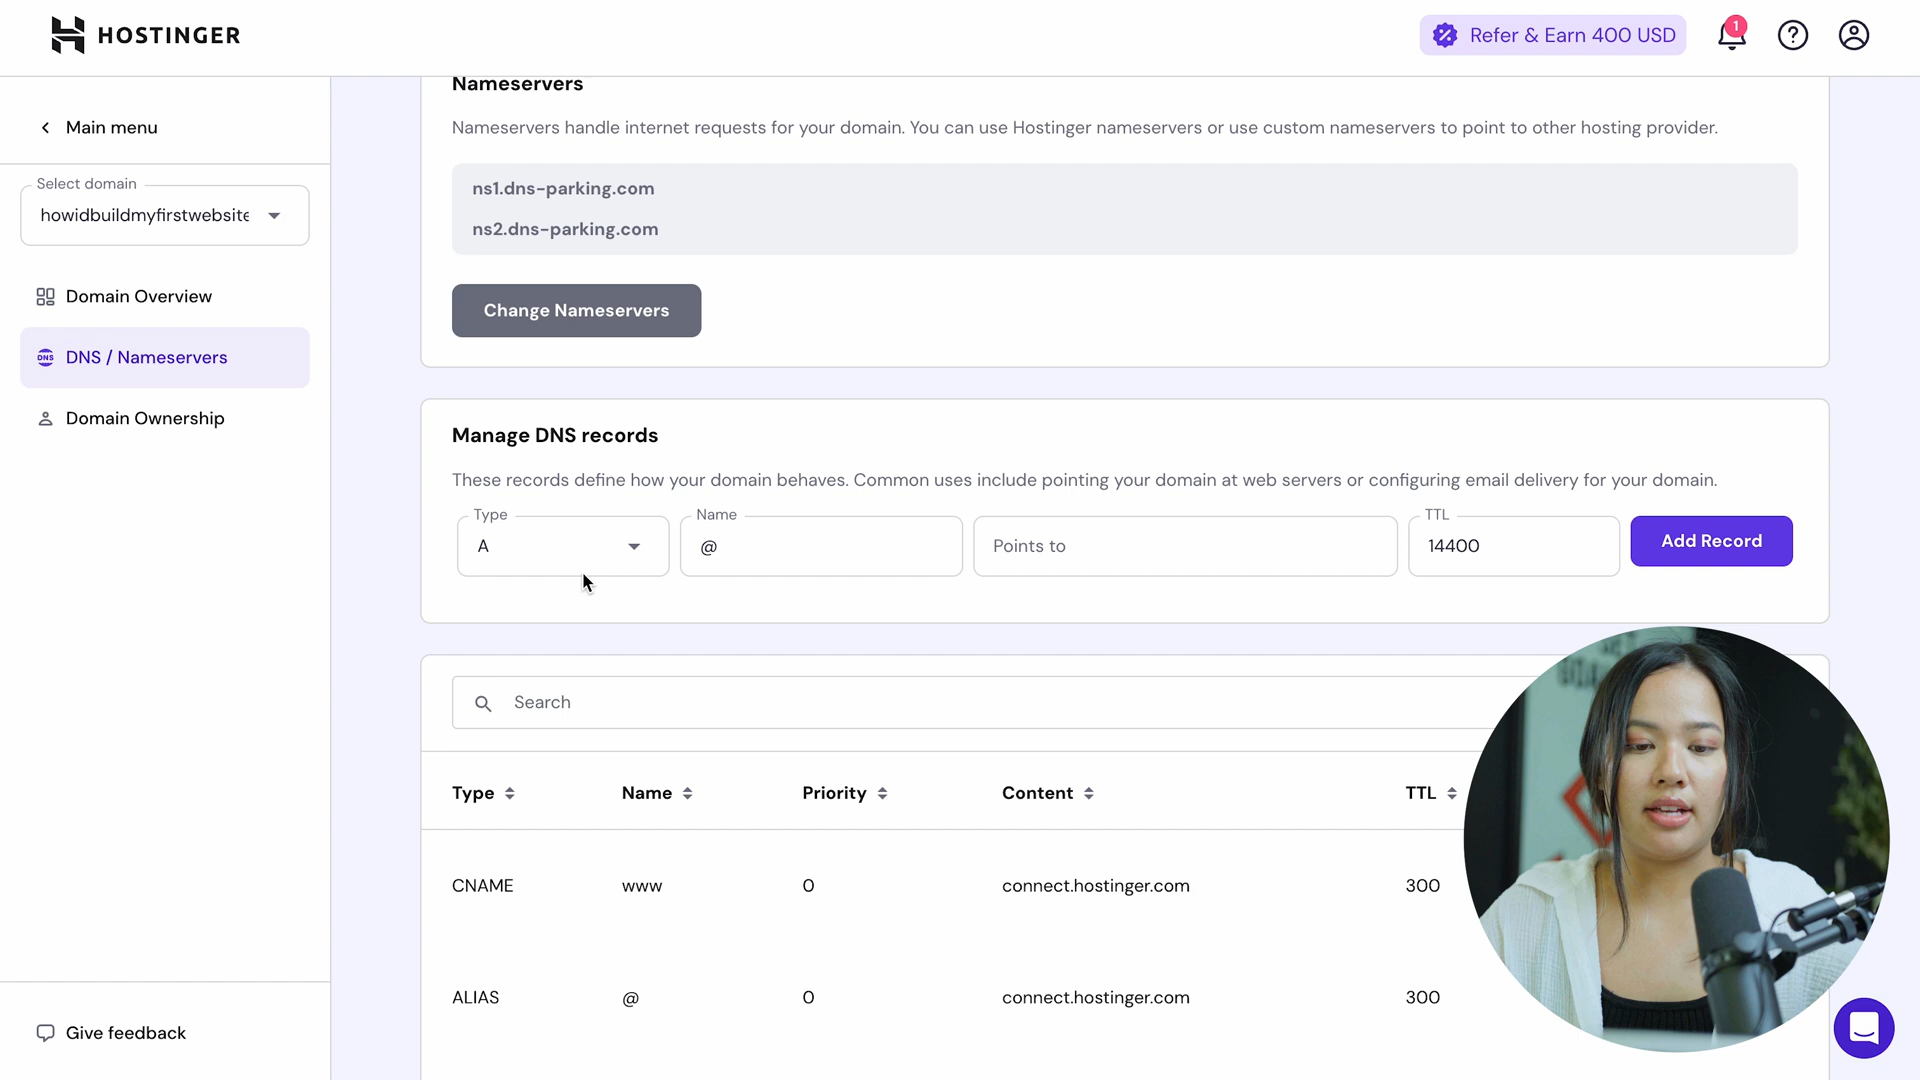 HOSTINGER
Refer & Earn 400 USD
1
Main menu
Select domain
howidbuildmyfirstwebsite
Domain Overview
DNS
DNS / Nameservers
Domain Ownership
Give feedback
Nameservers
Nameservers handle internet requests for your domain. You can use Hostinger nameservers or use custom nameservers to point to other hosting provider.
ns1.dns-parking.com
ns2.dns-parking.com
Change Nameservers
Manage DNS records
These records define how your domain behaves. Common uses include pointing your domain at web servers or configuring email delivery for your domain.
Type
A
Name
@
Points to
TTL
14400
Add Record
Search
Type Name Priority Content TTL
CNAME www 0 connect.hostinger.com 300
ALIAS @ 0 connect.hostinger.com 300